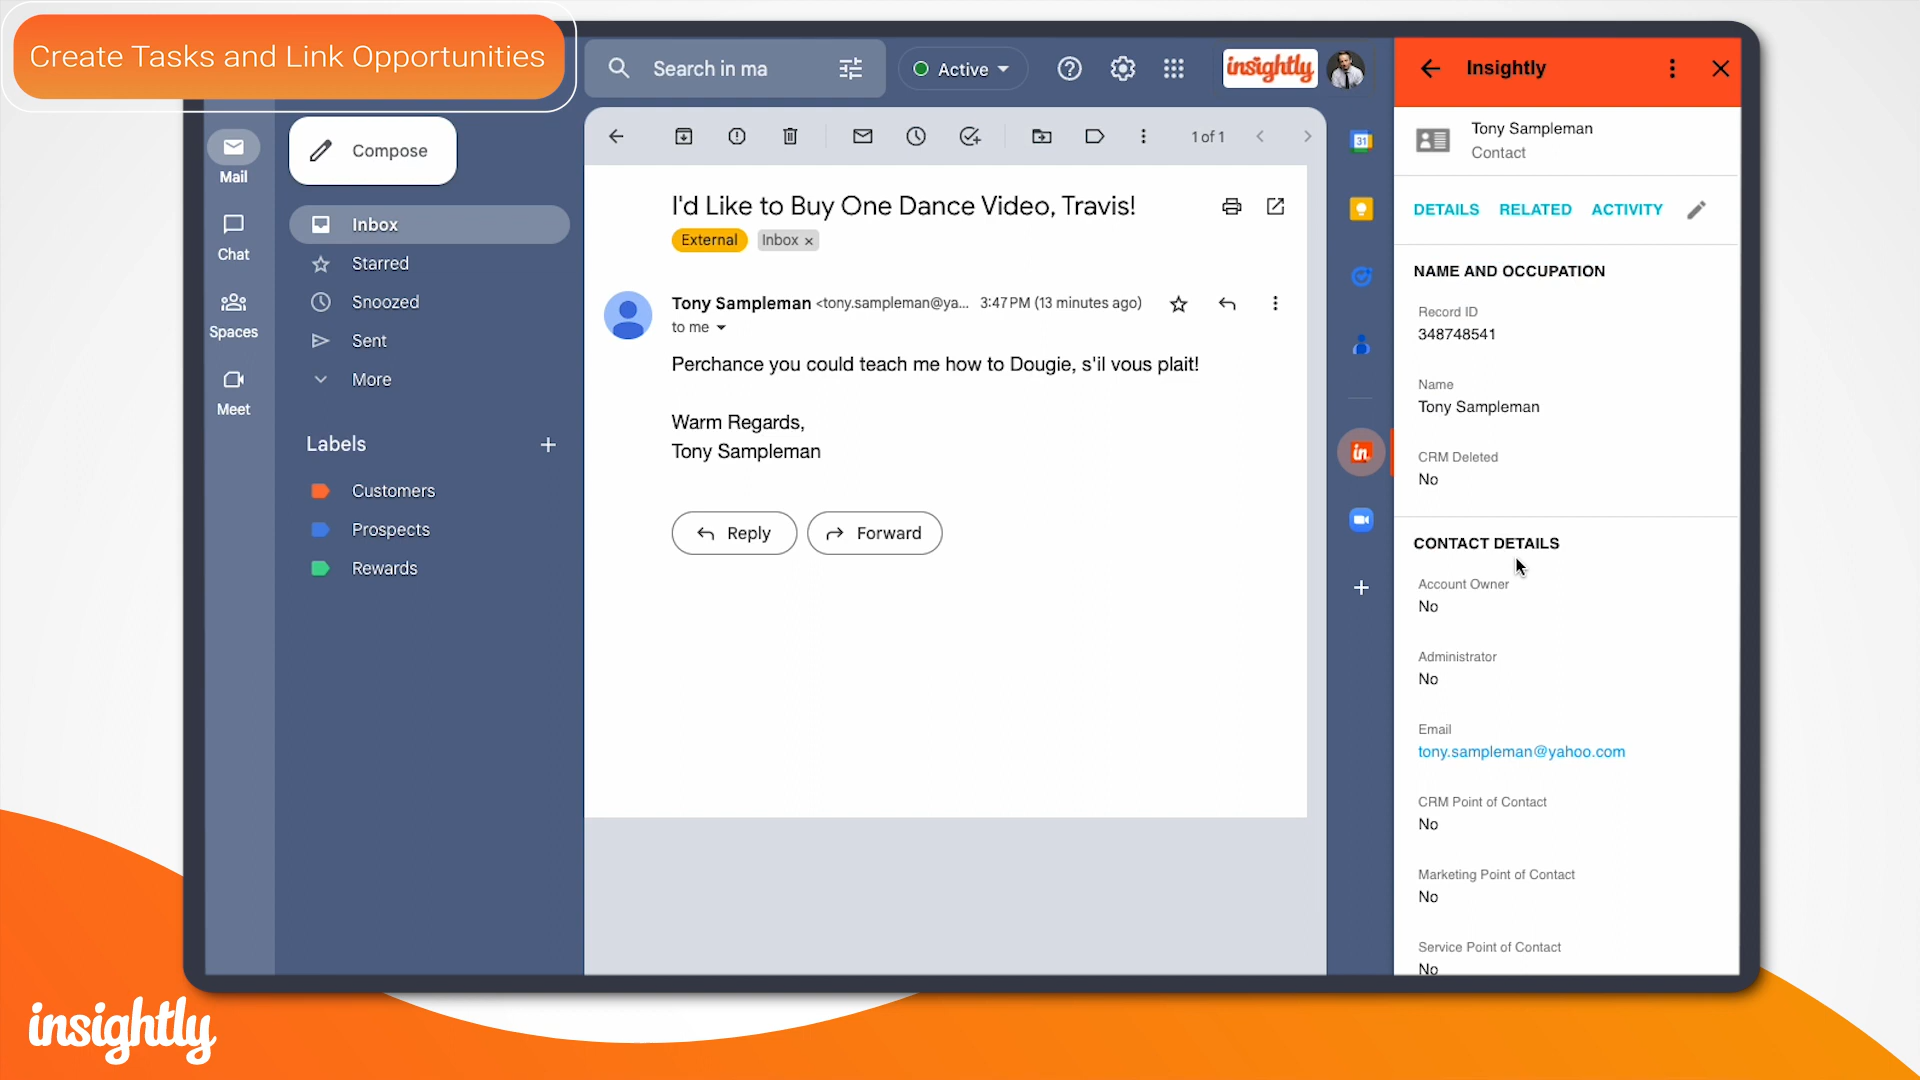 Create Tasks and Link Opportunities
Search in ma
Active
insightly
Insightly
Mail
Chat
Spaces
Meet
Compose
Inbox
Starred
Snoozed
Sent
More
Labels
Customers
Prospects
Rewards
1 of 1
I'd Like to Buy One Dance Video, Travis!
External
Inbox ×
Tony Sampleman <tony.sampleman@ya... 3:47 PM (13 minutes ago)
to me
Perchance you could teach me how to Dougie, s'il vous plait!
Warm Regards,
Tony Sampleman
Reply
Forward
31
in
Tony Sampleman
Contact
DETAILS RELATED ACTIVITY
NAME AND OCCUPATION
Record ID
348748541
Name
Tony Sampleman
CRM Deleted
No
CONTACT DETAILS
Account Owner
No
Administrator
No
Email
tony.sampleman@yahoo.com
CRM Point of Contact
No
Marketing Point of Contact
No
Service Point of Contact
No
insightly